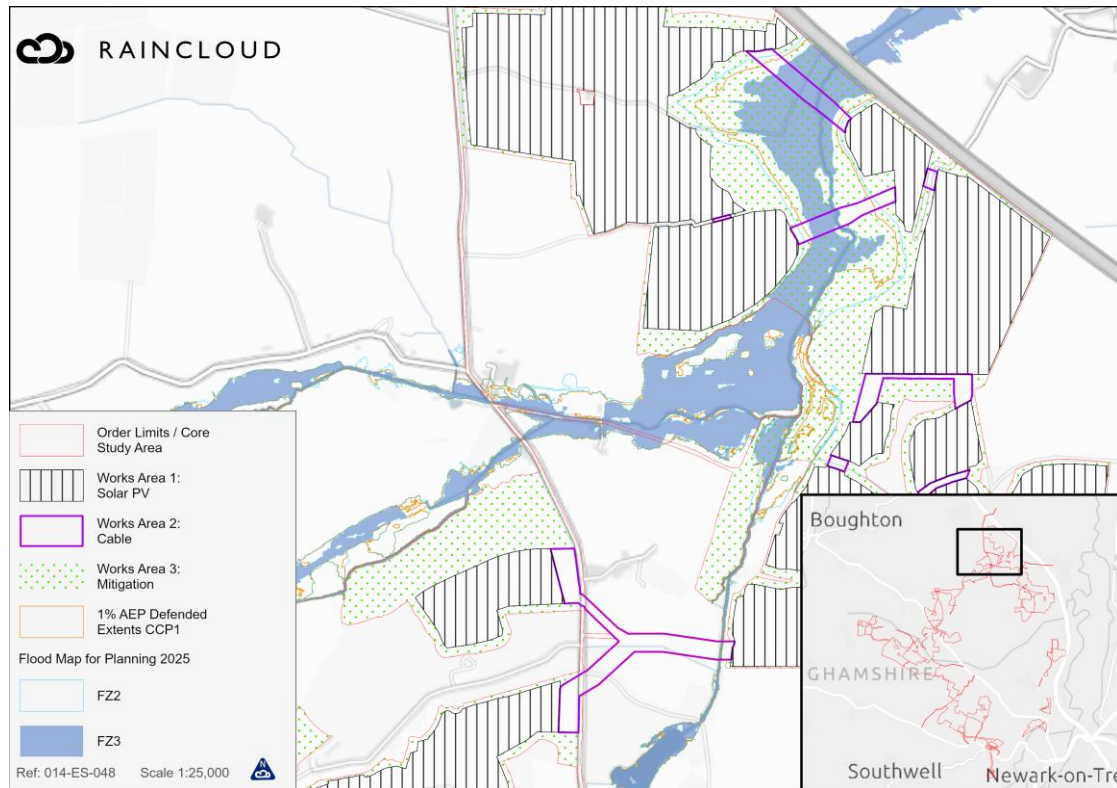 RAINCLOUD
Order Limits / Core
Study Area
Works Area 1:
Solar PV
Works Area 2:
Cable
Works Area 3:
Mitigation
1% AEP Defended
Extents CCP1
Flood Map for Planning 2025
FZ2
FZ3
Ref: 014-ES-048 Scale 1:25,000
N
Boughton
GHAMSHIRE
Southwell
Newark-on-Tre